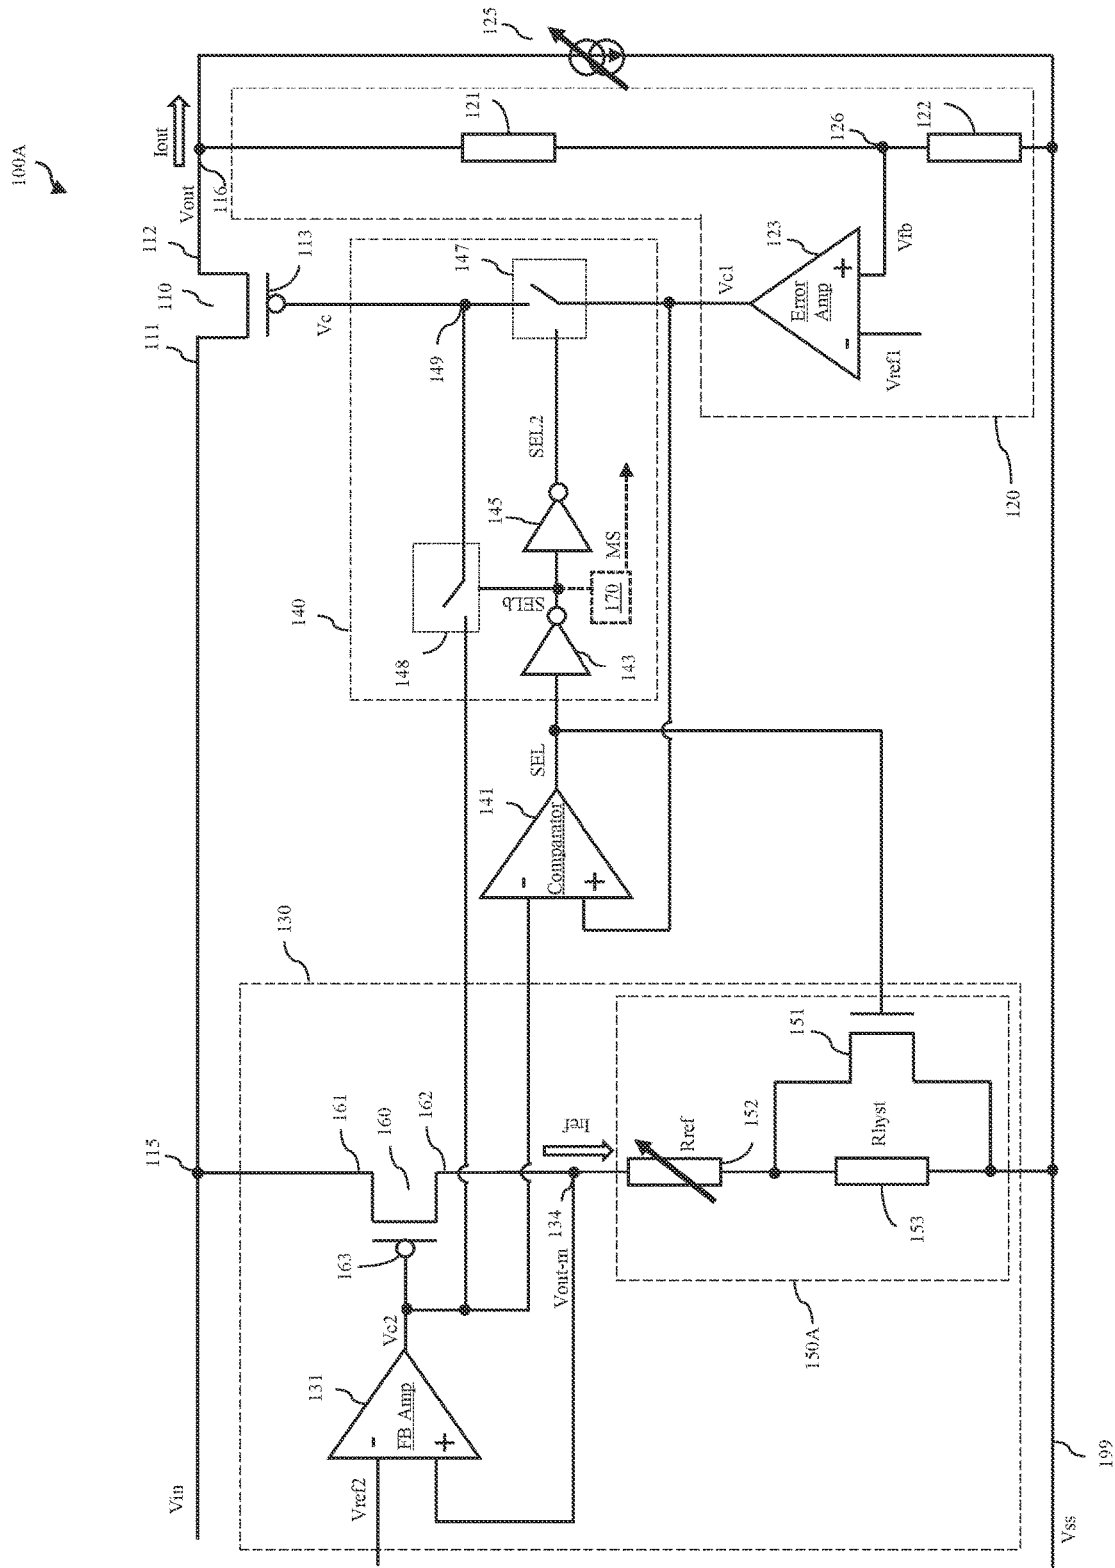 100A
Vin
115
111
110
112
Vout
116
Iout
125
113
Vc
130
161
160
162
163
131
FB Amp
-
+
Vc2
Vref2
Vout-m
134
Iref
140
148
149
147
SELb
143
145
SEL2
170
MS
141
Comparator
-
+
SEL
121
126
122
Vc1
123
Error
Amp
-
+
Vfb
Vref1
120
Rref
152
151
Rhyst
153
150A
Vss
199